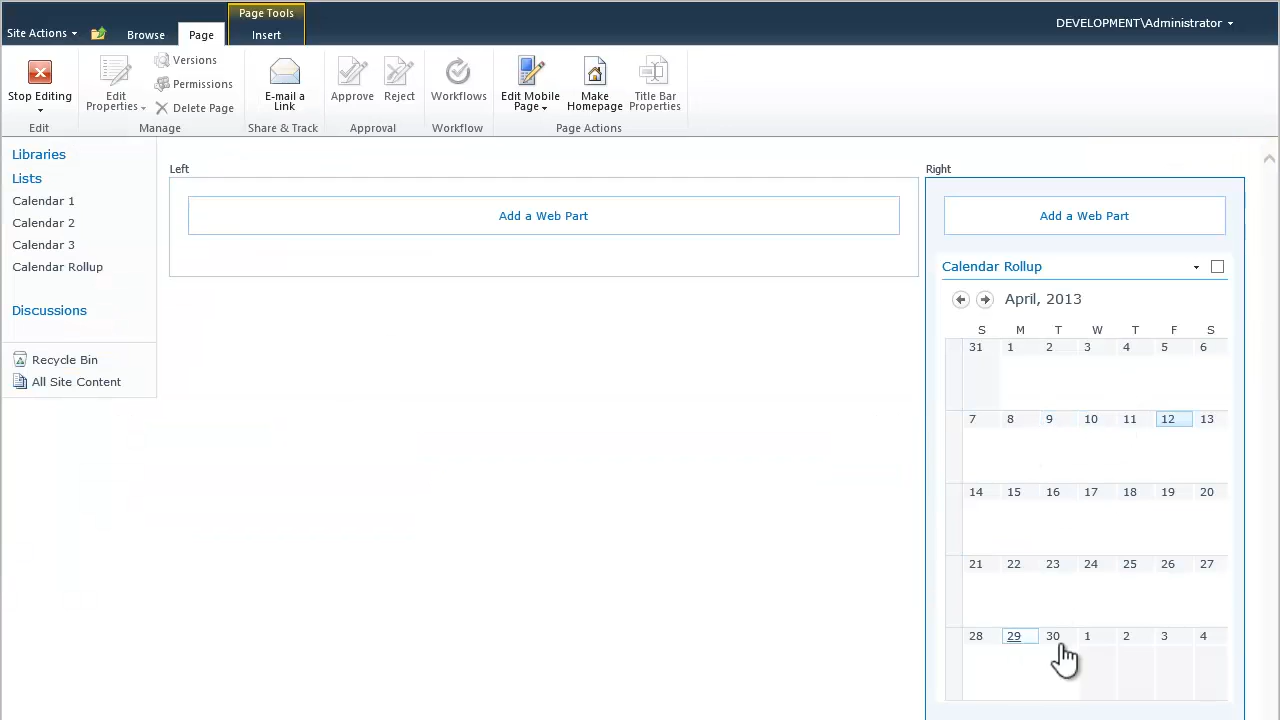 Page Tools
Site Actions
Browse
Page
Insert
DEVELOPMENT\Administrator
Stop Editing
Edit
Edit Properties
Versions
Permissions
Delete Page
Manage
E-mail a Link
Share & Track
Approve
Reject
Approval
Workflows
Workflow
Edit Mobile Page
Make Homepage
Title Bar Properties
Page Actions
Libraries
Lists
Calendar 1
Calendar 2
Calendar 3
Calendar Rollup
Discussions
Recycle Bin
All Site Content
Left
Add a Web Part
Right
Add a Web Part
Calendar Rollup
April, 2013
S M T W T F S
31 1 2 3 4 5 6
7 8 9 10 11 12 13
14 15 16 17 18 19 20
21 22 23 24 25 26 27
28 29 30 1 2 3 4